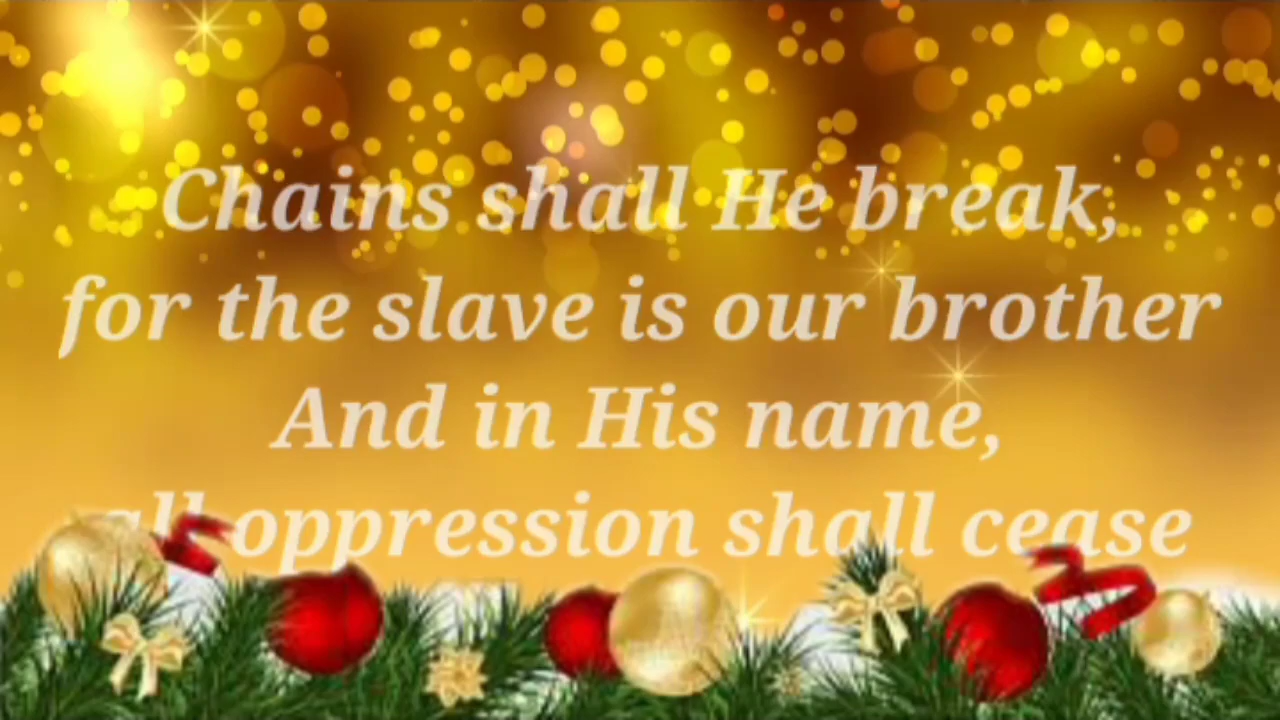 Chains shall He break,
for the slave is our brother
And in His name,
all oppression shall cease